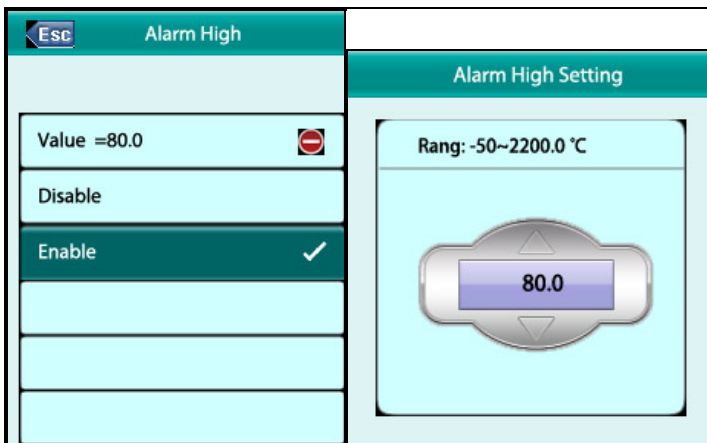 Esc Alarm High
Value =80.0
Disable
Enable
Alarm High Setting
Rang: -50~2200.0 ℃
80.0